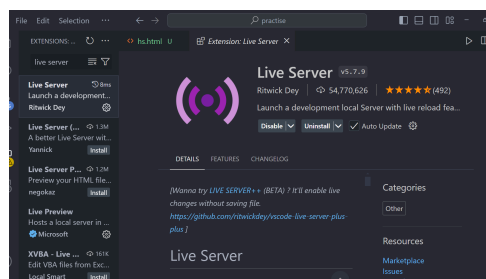 File Edit Selection ···
practise
EXTENSIONS: ...
live server
Live Server 8ms
Launch a development...
Ritwick Dey
Live Server (... 1.3M
A better Live Server wit...
Yannick Install
Live Server P... 1.2M
Preview your HTML file...
negokaz Install
Live Preview
Hosts a local server in ...
Microsoft
XVBA - Live ... 161K
Edit VBA files from Exc...
Local Smart Install
<> hs.html U
Extension: Live Server ×
Live Server v5.7.9
Ritwick Dey 54,770,626 (492)
Launch a development local Server with live reload fea...
Disable Uninstall Auto Update
DETAILS FEATURES CHANGELOG
[Wanna try LIVE SERVER++ (BETA) ? It'll enable live
changes without saving file.
https://github.com/ritwickdey/vscode-live-server-plus-
plus ]
Live Server
Categories
Other
Resources
Marketplace
Issues